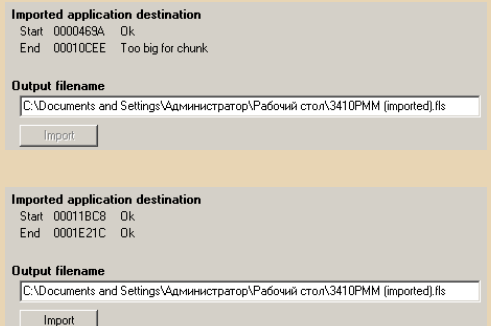 Imported application destination
Start 0000469A Ok
End 00010CEE Too big for chunk
Output filename
C:\Documents and Settings\Администратор\Рабочий стол\3410PMM (imported).fls
Import
Imported application destination
Start 00011BC8 Ok
End 0001E21C Ok
Output filename
C:\Documents and Settings\Администратор\Рабочий стол\3410PMM (imported).fls
Import